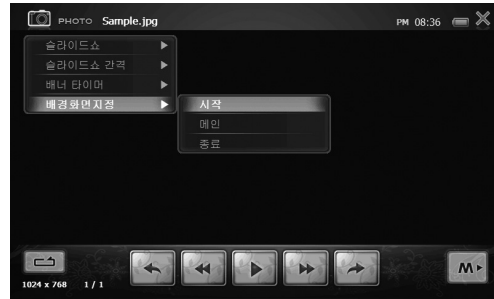 PHOTO Sample.jpg PM 08:36
슬라이드쇼
슬라이드쇼 간격
배너 타이머
배경화면지정
시작
메인
종료
1024 x 768 1 / 1
M